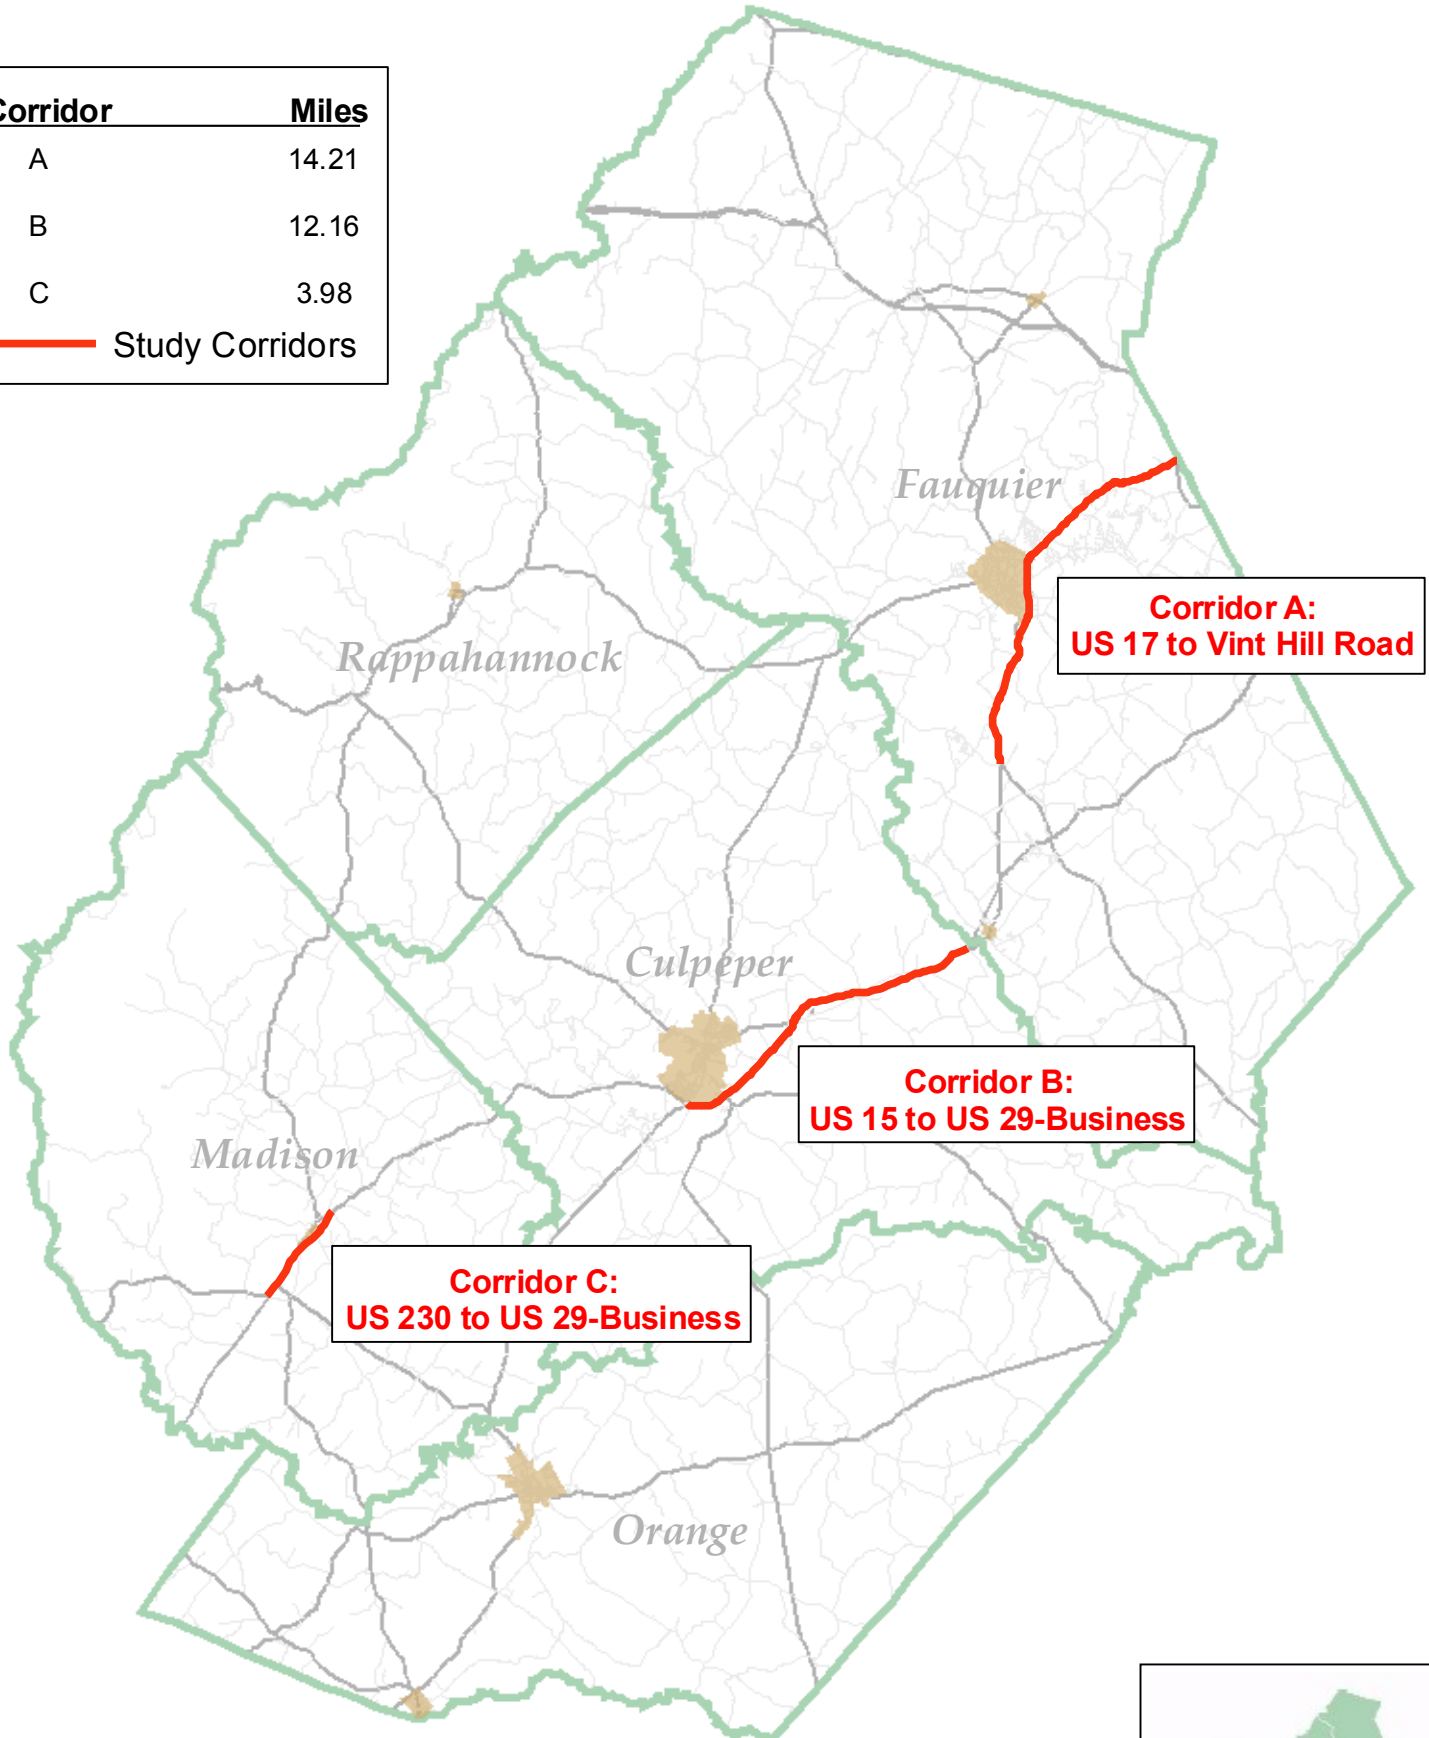 Corridor Miles
A 14.21
B 12.16
C 3.98
Study Corridors
Fauquier
Corridor A:
US 17 to Vint Hill Road
Rappahannock
Culpeper
Corridor B:
US 15 to US 29-Business
Madison
Corridor C:
US 230 to US 29-Business
Orange